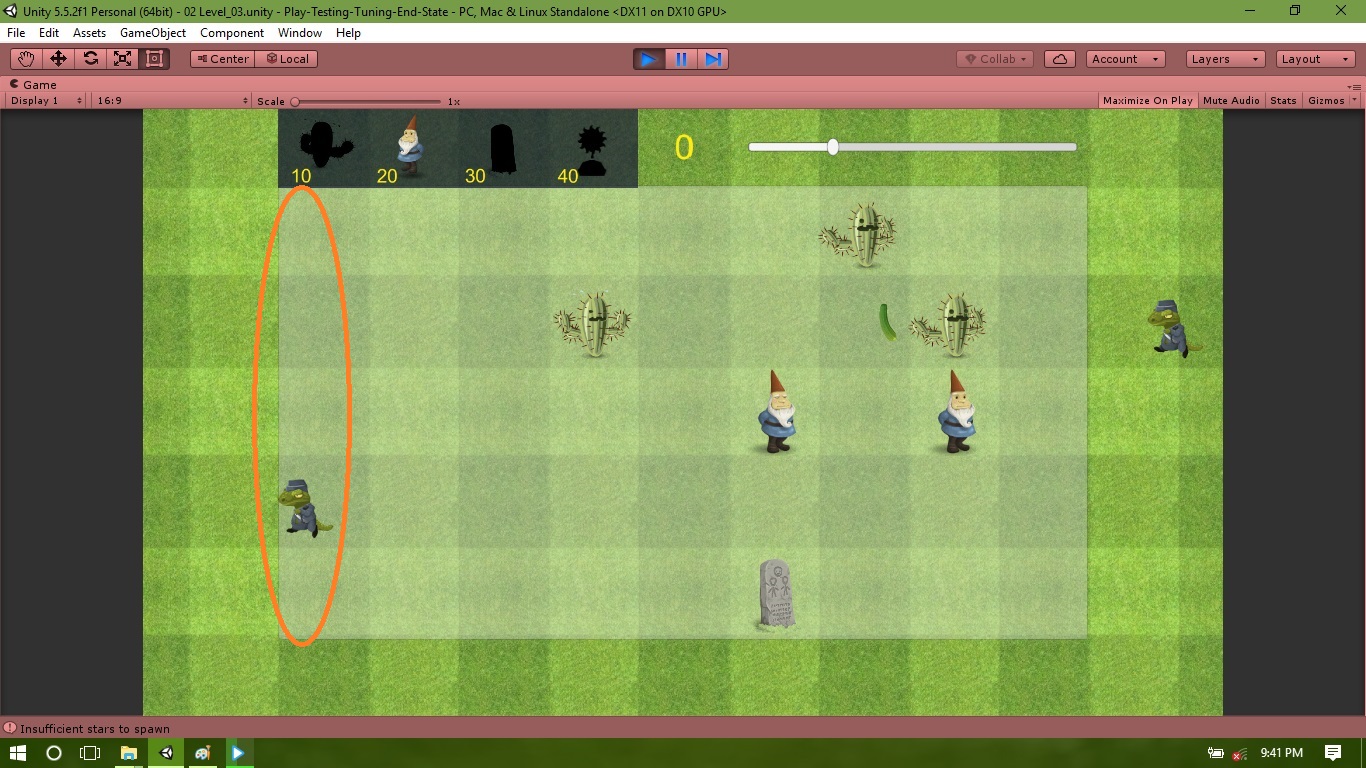 Unity 5.5.2f1 Personal (64bit) - 02 Level_03.unity - Play-Testing-Tuning-End-State - PC, Mac & Linux Standalone <DX11 on DX10 GPU>
File Edit Assets GameObject Component Window Help
Center Local Collab Account Layers Layout
Game
Display 1 16:9 Scale 1x Maximize On Play Mute Audio Stats Gizmos
0
10 20 30 40
Insufficient stars to spawn
9:41 PM